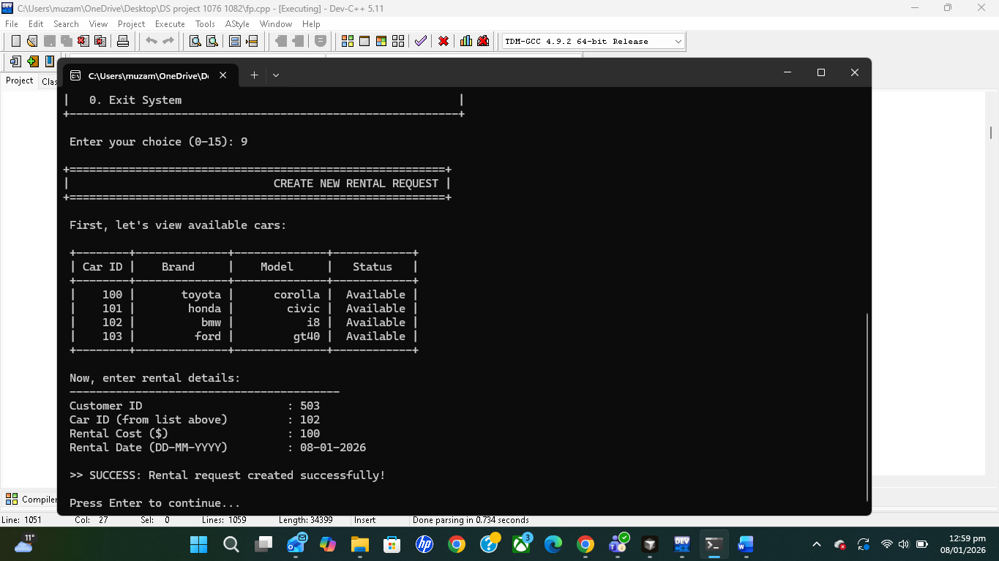 C:\Users\muzam\OneDrive\Desktop\DS project 1076 1082\fp.cpp - [Executing] - Dev-C++ 5.11
File Edit Search View Project Execute Tools AStyle Window Help
TDM-GCC 4.9.2 64-bit Release
Project Clas
C:\Users\muzam\OneDrive\De
| 0. Exit System |
+-----------------------------------------------------------+
Enter your choice (0-15): 9
+=========================================================+
| CREATE NEW RENTAL REQUEST |
+=========================================================+
First, let's view available cars:
+--------+--------------+--------------+------------+
| Car ID | Brand | Model | Status |
+--------+--------------+--------------+------------+
| 100 | toyota | corolla | Available |
| 101 | honda | civic | Available |
| 102 | bmw | i8 | Available |
| 103 | ford | gt40 | Available |
+--------+--------------+--------------+------------+
Now, enter rental details:
-----------------------------------------
Customer ID : 503
Car ID (from list above) : 102
Rental Cost ($) : 100
Rental Date (DD-MM-YYYY) : 08-01-2026
>> SUCCESS: Rental request created successfully!
Press Enter to continue...
Compiler
Line: 1051 Col: 27 Sel: 0 Lines: 1059 Length: 34399 Insert Done parsing in 0.734 seconds
11°
3
12:59 pm
08/01/2026